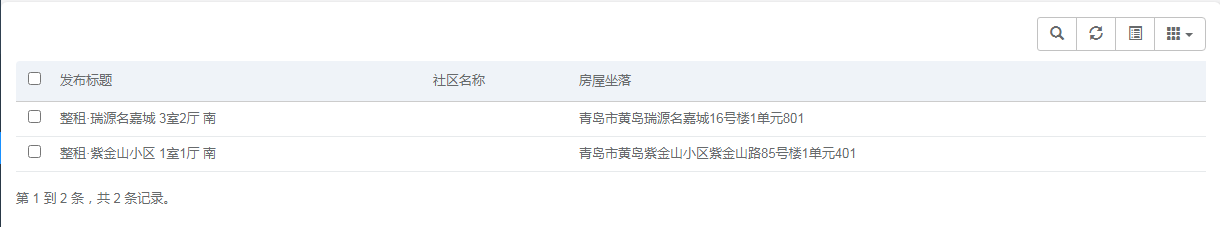 发布标题 社区名称 房屋坐落
整租·瑞源名嘉城 3室2厅 南 青岛市黄岛瑞源名嘉城16号楼1单元801
整租·紫金山小区 1室1厅 南 青岛市黄岛紫金山小区紫金山路85号楼1单元401
第 1 到 2 条，共 2 条记录。